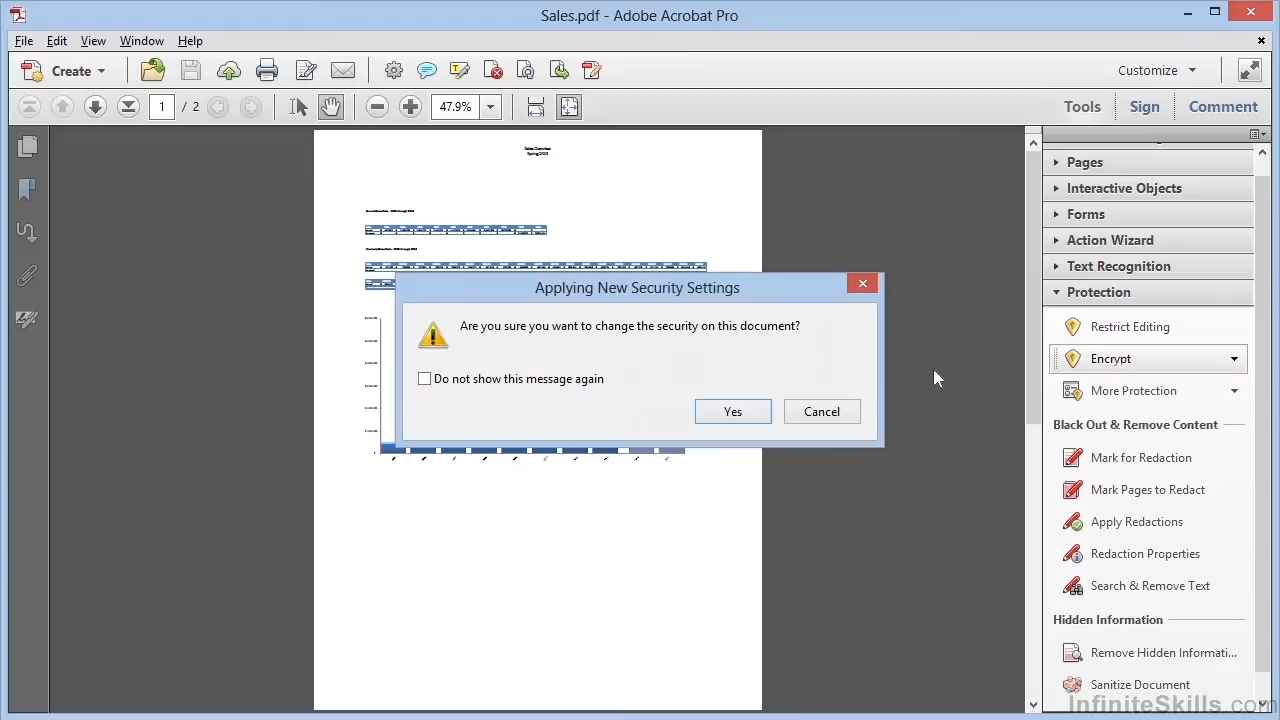 Sales.pdf - Adobe Acrobat Pro
File Edit View Window Help
Create
Customize
1 / 2
47.9%
Tools Sign Comment
Sales Overview
Spring 2013
Pages
Interactive Objects
Forms
Action Wizard
Text Recognition
Protection
Restrict Editing
Encrypt
More Protection
Black Out & Remove Content
Mark for Redaction
Mark Pages to Redact
Apply Redactions
Redaction Properties
Search & Remove Text
Hidden Information
Remove Hidden Informati...
Sanitize Document
Applying New Security Settings
Are you sure you want to change the security on this document?
Do not show this message again
Yes Cancel
InfiniteSkills.com